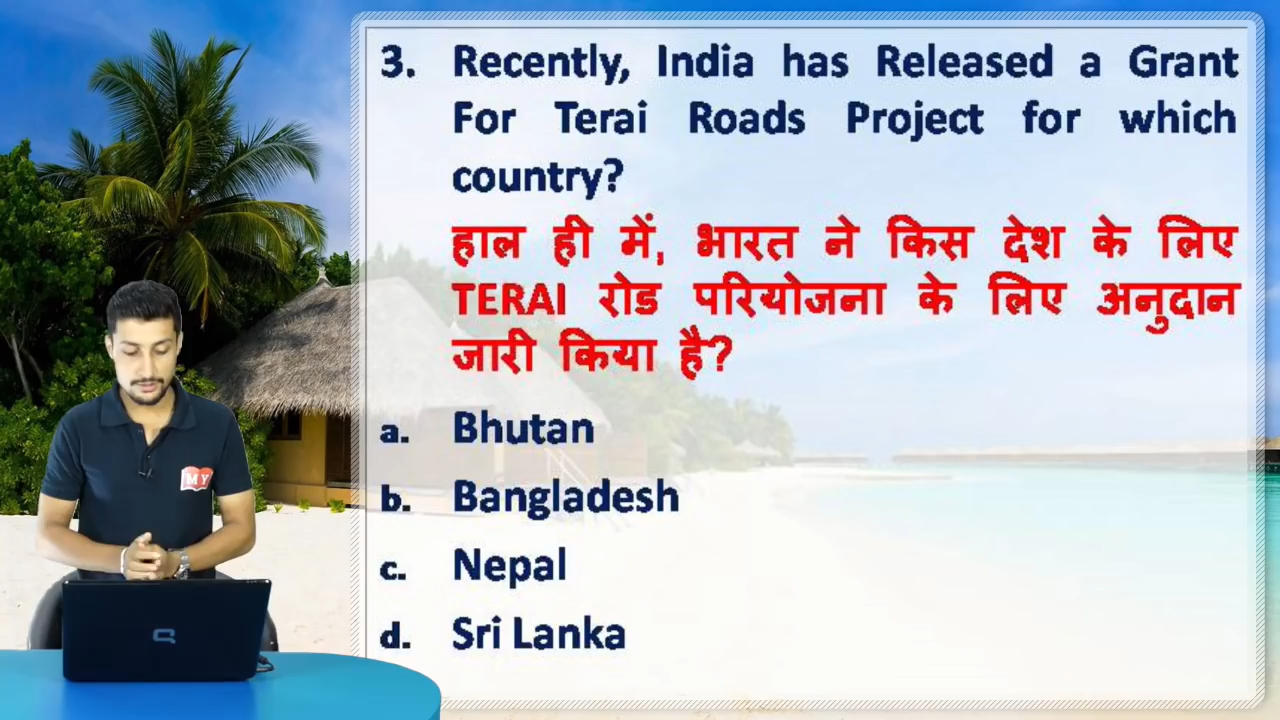 3. Recently, India has Released a Grant
For Terai Roads Project for which
country?
हाल ही में, भारत ने किस देश के लिए
TERAI रोड परियोजना के लिए अनुदान
जारी किया है?
a. Bhutan
b. Bangladesh
c. Nepal
d. Sri Lanka
MY